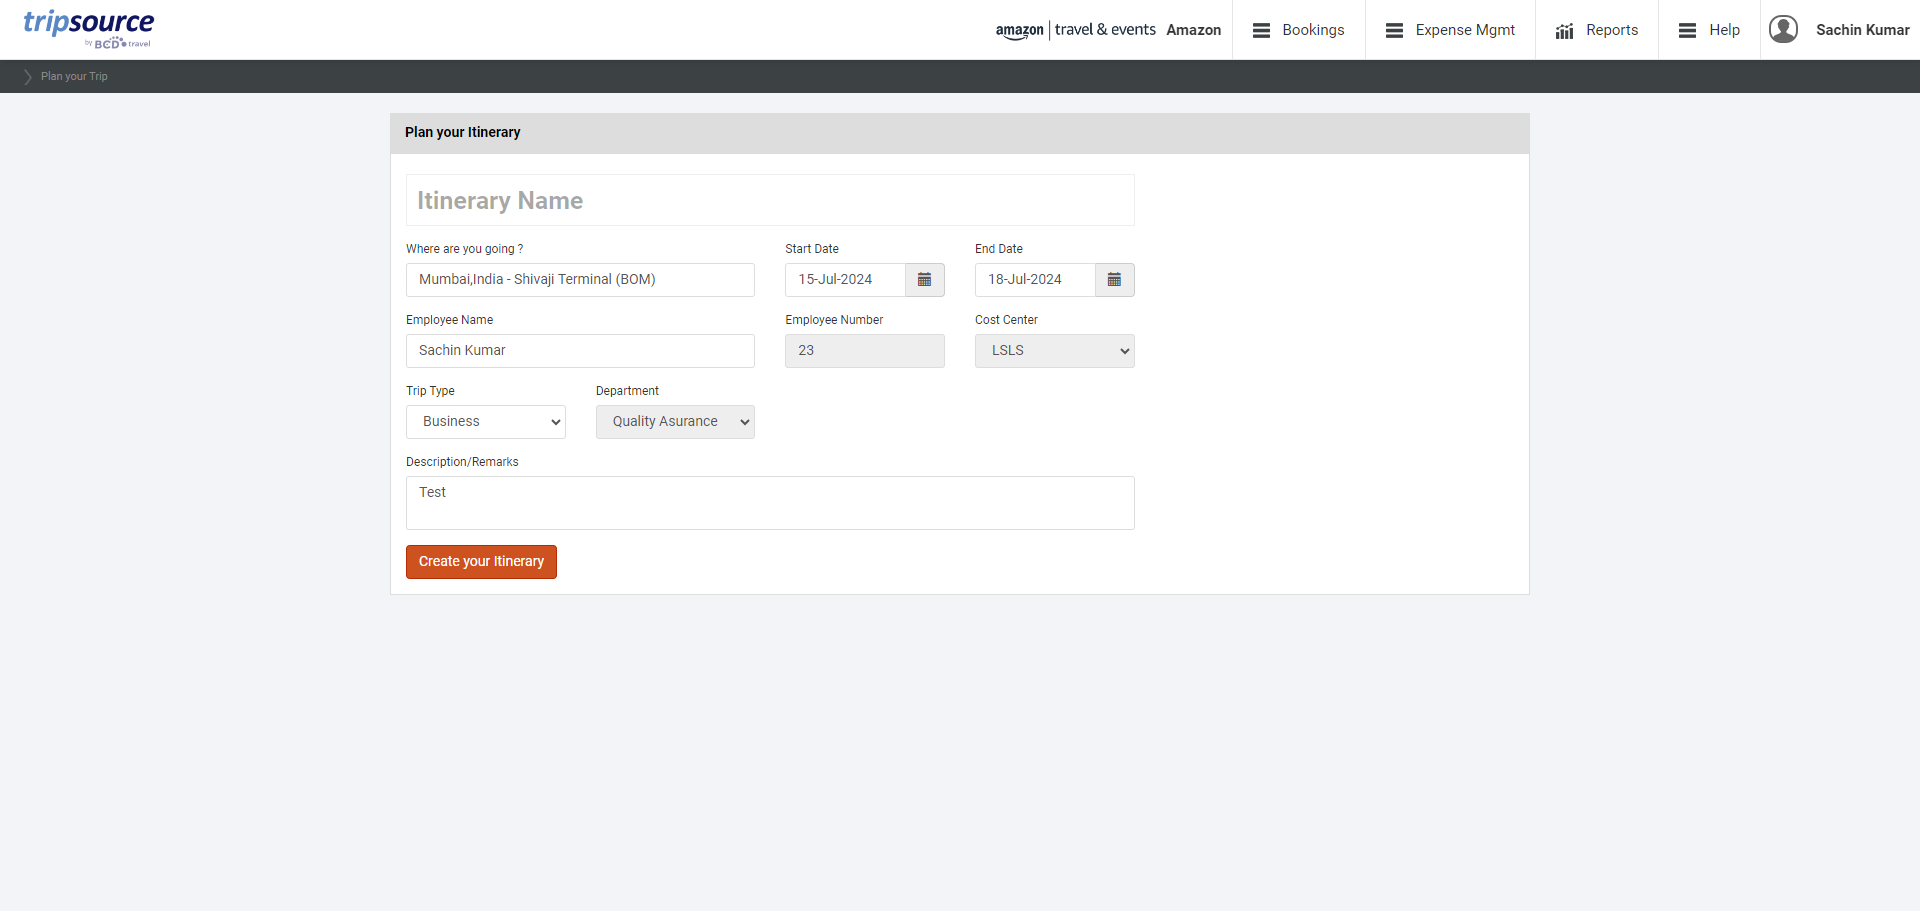 tripsource
by BCD travel
amazon | travel & events Amazon
Bookings
Expense Mgmt
Reports
Help
Sachin Kumar
Plan your Trip
Plan your Itinerary
Itinerary Name
Where are you going ?
Start Date
End Date
Mumbai,India - Shivaji Terminal (BOM)
15-Jul-2024
18-Jul-2024
Employee Name
Employee Number
Cost Center
Sachin Kumar
23
LSLS
Trip Type
Department
Business
Quality Asurance
Description/Remarks
Test
Create your Itinerary